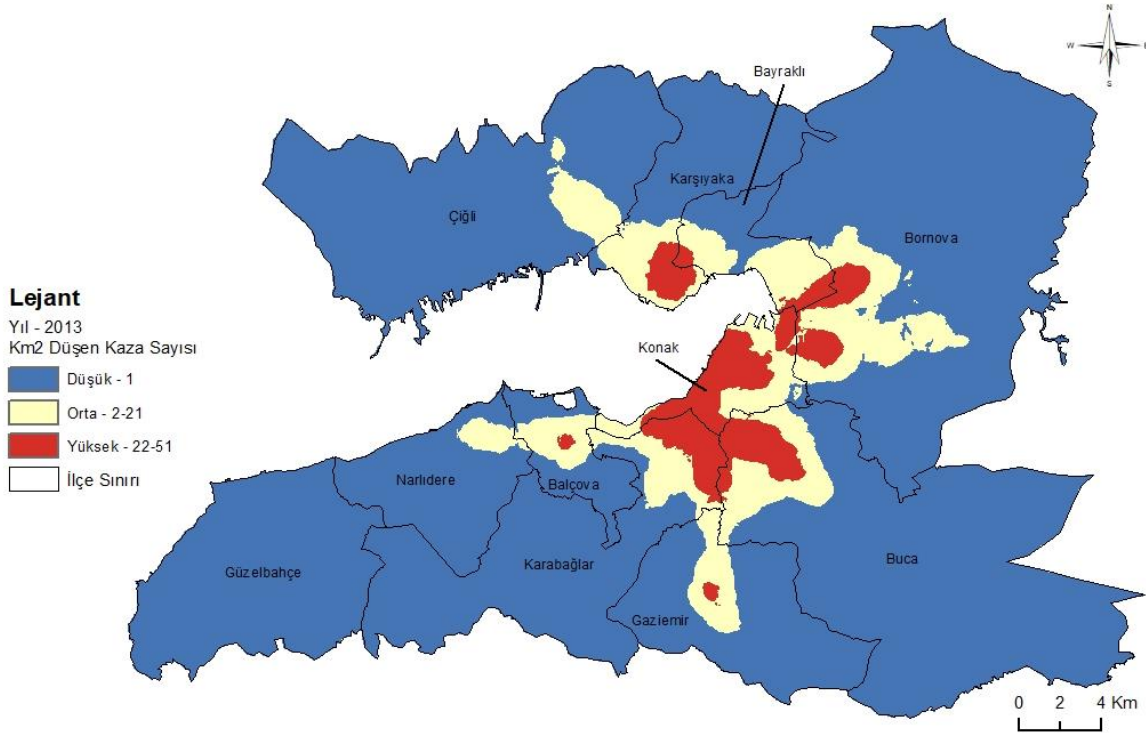 N
W
E
S
Bayraklı
Karşıyaka
Çiğli
Bornova
Lejant
Yıl - 2013
Km2 Düşen Kaza Sayısı
Düşük - 1
Orta - 2-21
Yüksek - 22-51
İlçe Sınırı
Konak
Narlıdere
Balçova
Güzelbahçe
Karabağlar
Buca
Gaziemir
0 2 4 Km